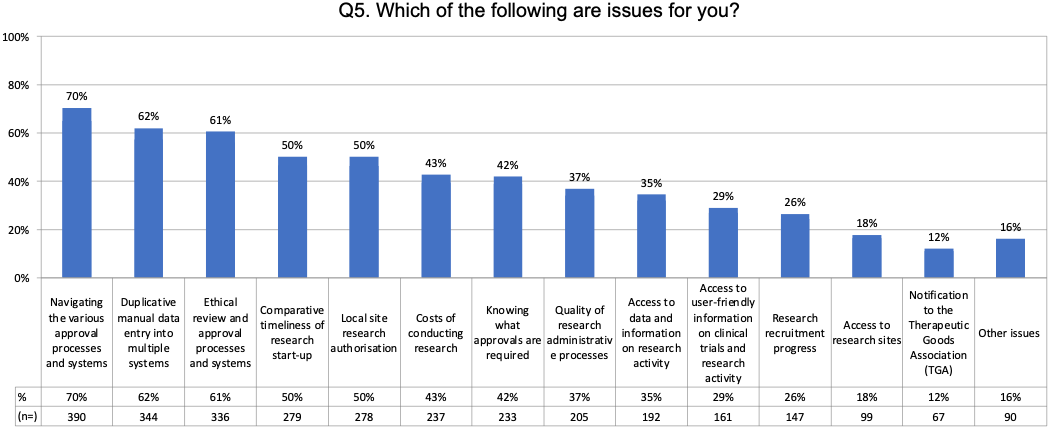 Q5. Which of the following are issues for you?
100%
80%
60%
40%
20%
0%
70%
62%
61%
50%
50%
43%
42%
37%
35%
29%
26%
18%
12%
16%
Navigating
the various
approval
processes
and systems
Duplicative
manual data
entry into
multiple
systems
Ethical
review and
approval
processes
and systems
Comparative
timeliness of
research
start-up
Local site
research
authorisation
Costs of
conducting
research
Knowing
what
approvals are
required
Quality of
research
administrativ
e processes
Access to
data and
information
on research
activity
Access to
user-friendly
information
on clinical
trials and
research
activity
Research
recruitment
progress
Access to
research sites
Notification
to the
Therapeutic
Goods
Association
(TGA)
Other issues
% 70% 62% 61% 50% 50% 43% 42% 37% 35% 29% 26% 18% 12% 16%
(n=) 390 344 336 279 278 237 233 205 192 161 147 99 67 90